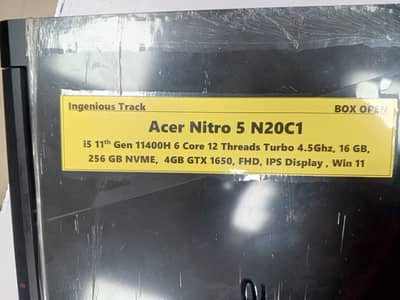 Ingenious Track BOX OPEN
Acer Nitro 5 N20C1
i5 11th Gen 11400H 6 Core 12 Threads Turbo 4.5Ghz, 16 GB,
256 GB NVME, 4GB GTX 1650, FHD, IPS Display , Win 11